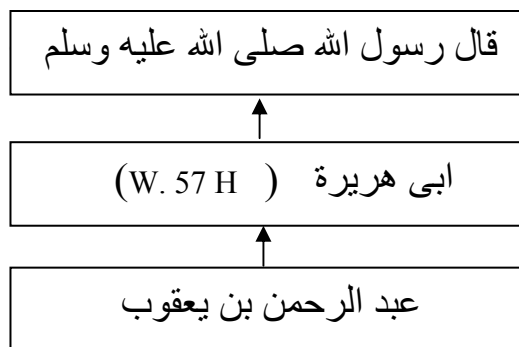 قال رسول الله صلى الله عليه وسلم
ابى هريرة (W. 57 H)
عبد الرحمن بن يعقوب